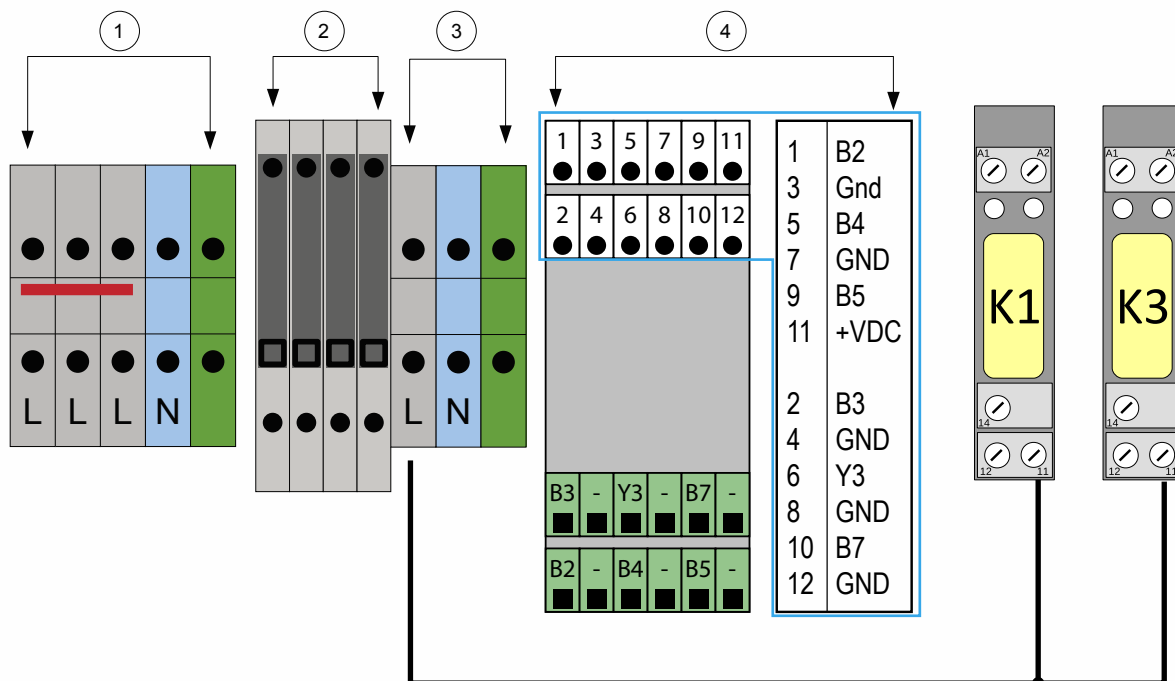 1
2
3
4
L L L N
L N
1 3 5 7 9 11
2 4 6 8 10 12
B3 - Y3 - B7 -
B2 - B4 - B5 -
1 B2
3 Gnd
5 B4
7 GND
9 B5
11 +VDC
2 B3
4 GND
6 Y3
8 GND
10 B7
12 GND
A1 A2
K1
14
12 11
A1 A2
K3
14
12 11